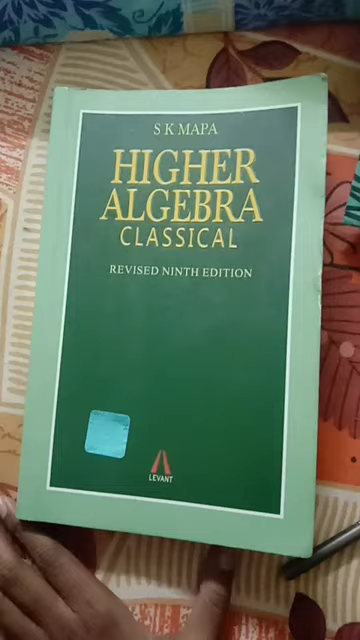 S K MAPA
HIGHER
ALGEBRA
CLASSICAL
REVISED NINTH EDITION
LEVANT